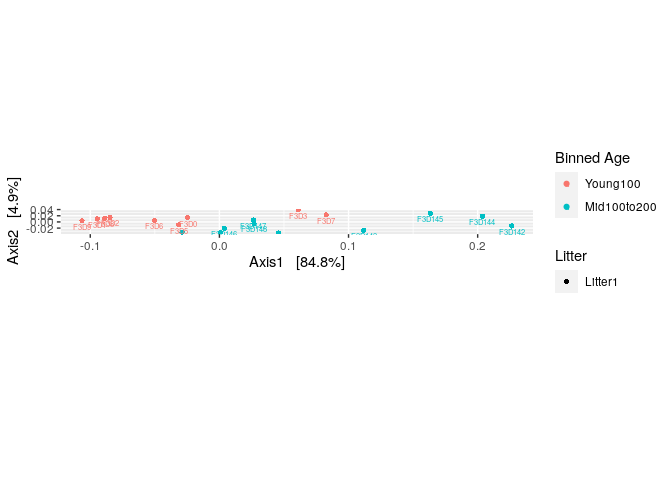 Axis2 [4.9%]
0.04
0.02
0.00
-0.02
F3D3
F3D7
F3D6
F3D0
F3D145
F3D144
F3D142
-0.1
0.0
0.1
0.2
Axis1 [84.8%]
Binned Age
Young100
Mid100to200
Litter
Litter1